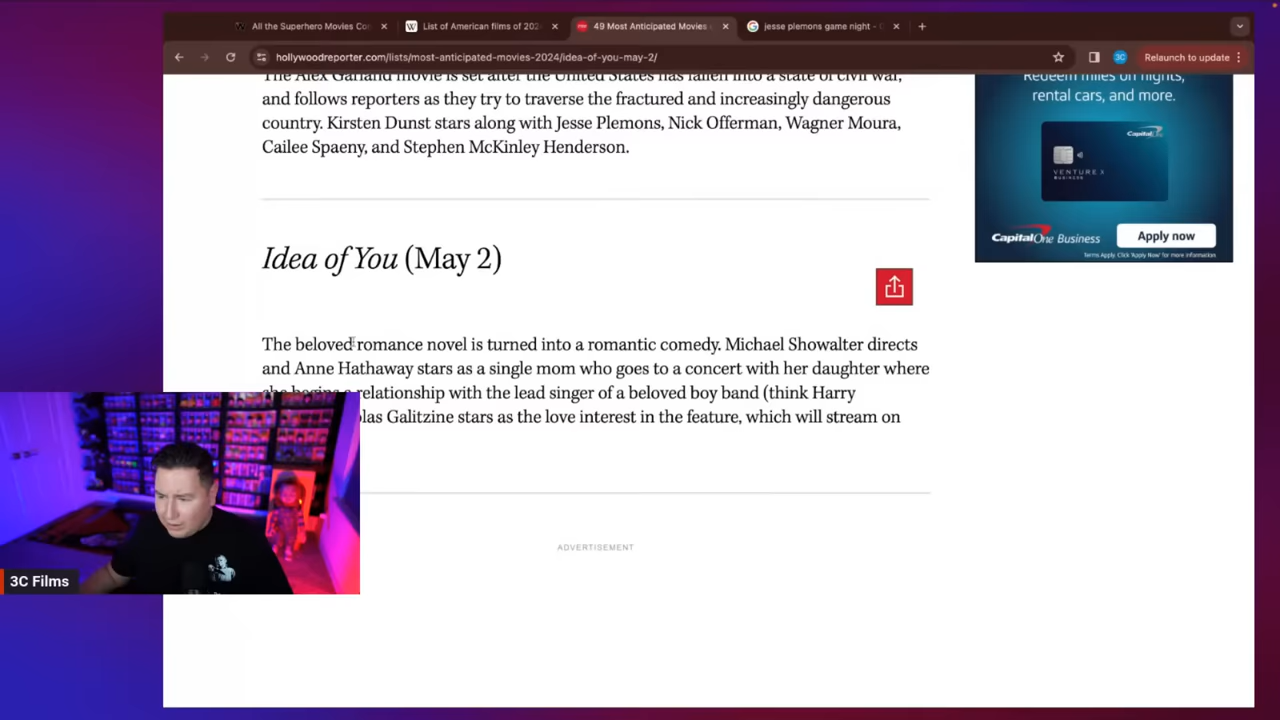 All the Superhero Movies Co
List of American films of 202
49 Most Anticipated Movies
jesse plemons game night -
hollywoodreporter.com/lists/most-anticipated-movies-2024/idea-of-you-may-2/
3C
Relaunch to update
The Alex Garland movie is set after the United States has fallen into a state of civil war,
and follows reporters as they try to traverse the fractured and increasingly dangerous
country. Kirsten Dunst stars along with Jesse Plemons, Nick Offerman, Wagner Moura,
Cailee Spaeny, and Stephen McKinley Henderson.
Redeem miles on flights,
rental cars, and more.
Capital One
VENTURE X
BUSINESS
Capital One Business
Apply now
Terms Apply. Click 'Apply Now' for more information.
Idea of You (May 2)
The beloved romance novel is turned into a romantic comedy. Michael Showalter directs
and Anne Hathaway stars as a single mom who goes to a concert with her daughter where
she begins a relationship with the lead singer of a beloved boy band (think Harry
las Galitzine stars as the love interest in the feature, which will stream on
ADVERTISEMENT
3C Films